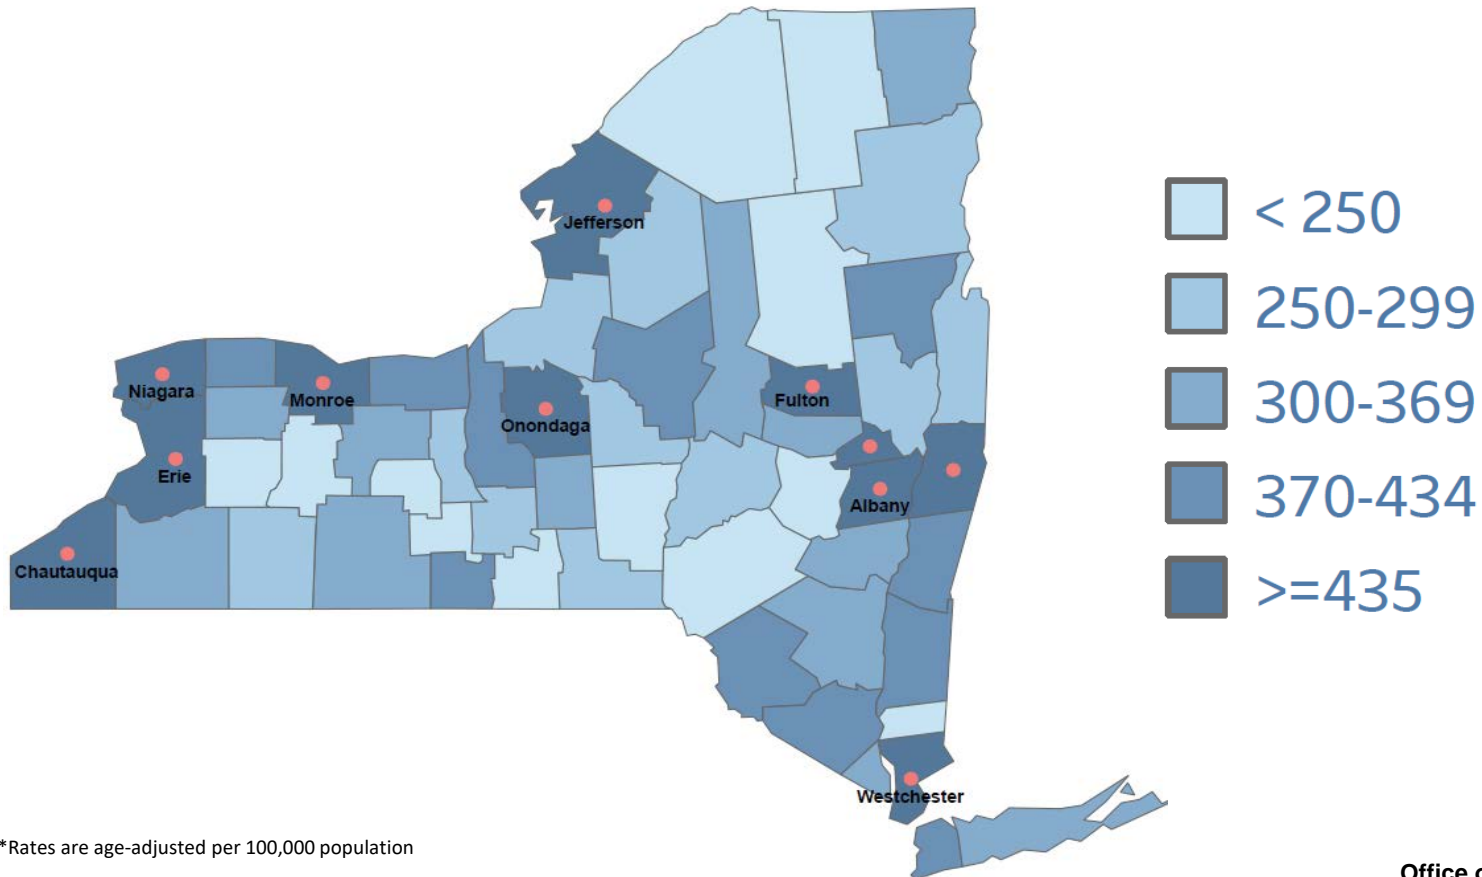 Jefferson
Niagara
Monroe
Fulton
Onondaga
Erie
Albany
Chautauqua
Westchester
< 250
250-299
300-369
370-434
>=435
*Rates are age-adjusted per 100,000 population
Office